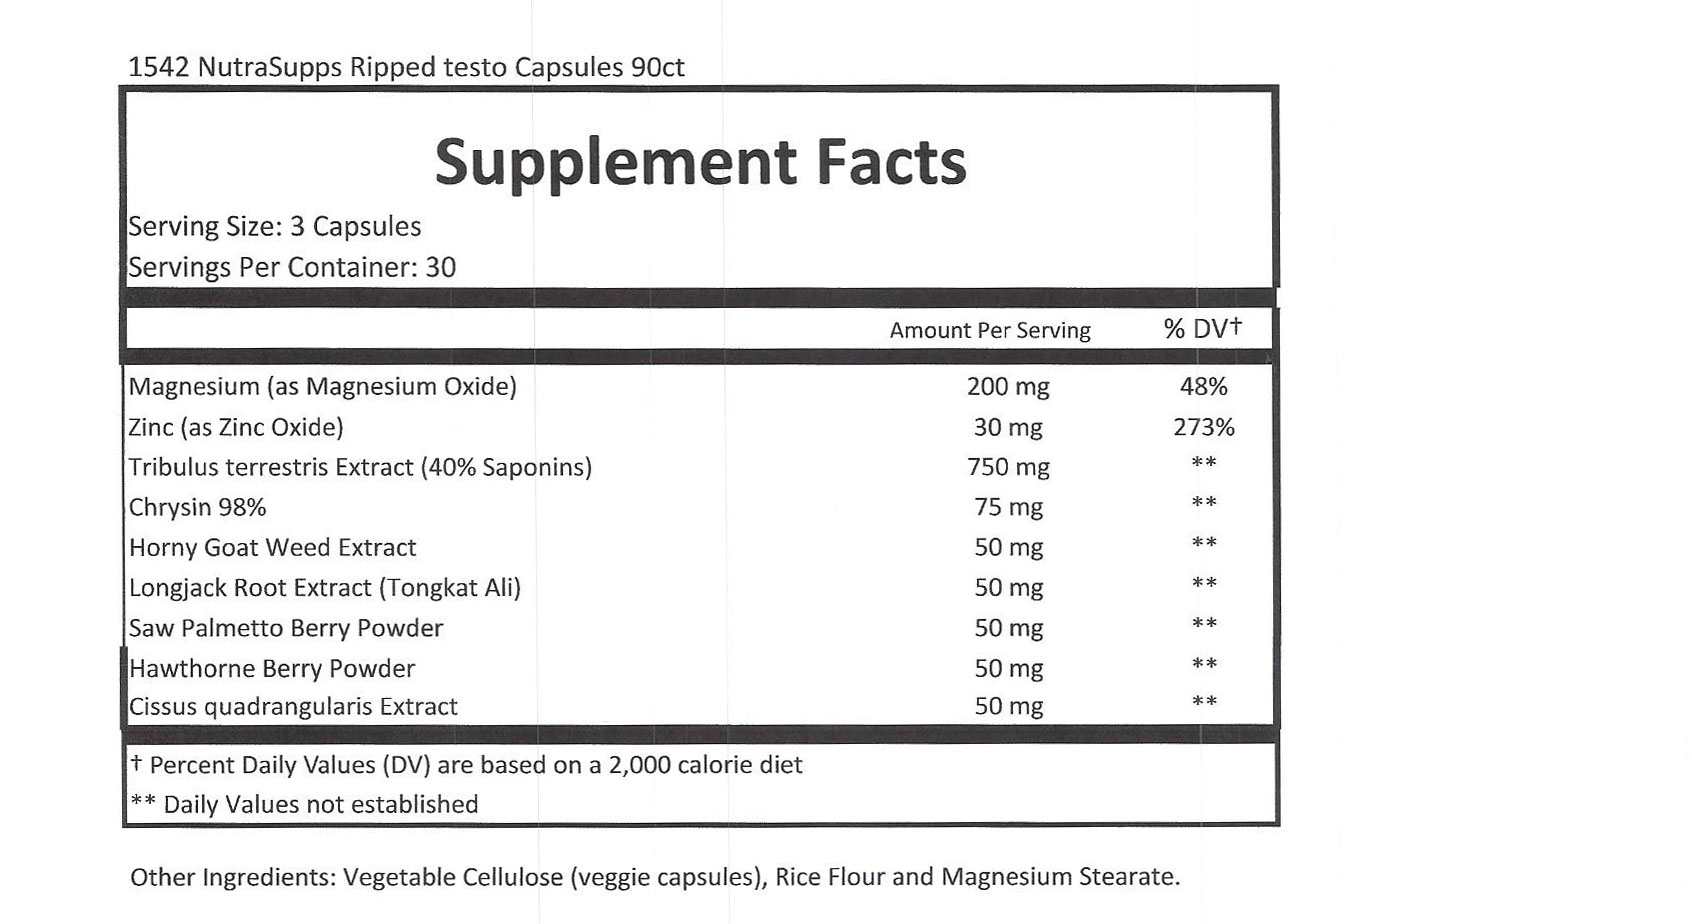 1542 NutraSupps Ripped testo Capsules 90ct
Supplement Facts
Serving Size: 3 Capsules
Servings Per Container: 30
Amount Per Serving % DV†
Magnesium (as Magnesium Oxide) 200 mg 48%
Zinc (as Zinc Oxide) 30 mg 273%
Tribulus terrestris Extract (40% Saponins) 750 mg **
Chrysin 98% 75 mg **
Horny Goat Weed Extract 50 mg **
Longjack Root Extract (Tongkat Ali) 50 mg **
Saw Palmetto Berry Powder 50 mg **
Hawthorne Berry Powder 50 mg **
Cissus quadrangularis Extract 50 mg **
† Percent Daily Values (DV) are based on a 2,000 calorie diet
** Daily Values not established
Other Ingredients: Vegetable Cellulose (veggie capsules), Rice Flour and Magnesium Stearate.